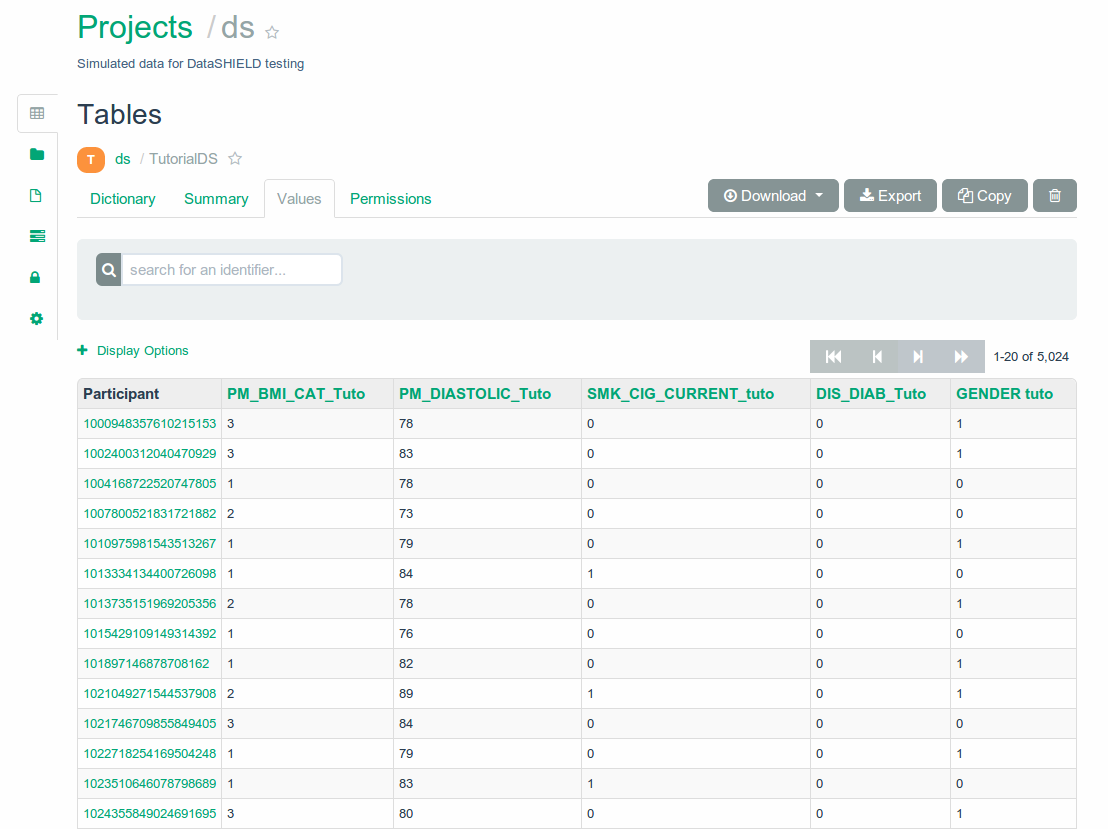 Projects / ds
Simulated data for DataSHIELD testing
Tables
T ds / TutorialDS
Dictionary Summary Values Permissions Download Export Copy
search for an identifier...
+ Display Options 1-20 of 5,024
Participant PM_BMI_CAT_Tuto PM_DIASTOLIC_Tuto SMK_CIG_CURRENT_tuto DIS_DIAB_Tuto GENDER tuto
1000948357610215153 3 78 0 0 1
1002400312040470929 3 83 0 0 1
1004168722520747805 1 78 0 0 0
1007800521831721882 2 73 0 0 0
1010975981543513267 1 79 0 0 1
1013334134400726098 1 84 1 0 0
1013735151969205356 2 78 0 0 1
1015429109149314392 1 76 0 0 0
101897146878708162 1 82 0 0 1
1021049271544537908 2 89 1 0 1
1021746709855849405 3 84 0 0 0
1022718254169504248 1 79 0 0 1
1023510646078798689 1 83 1 0 0
1024355849024691695 3 80 0 0 1